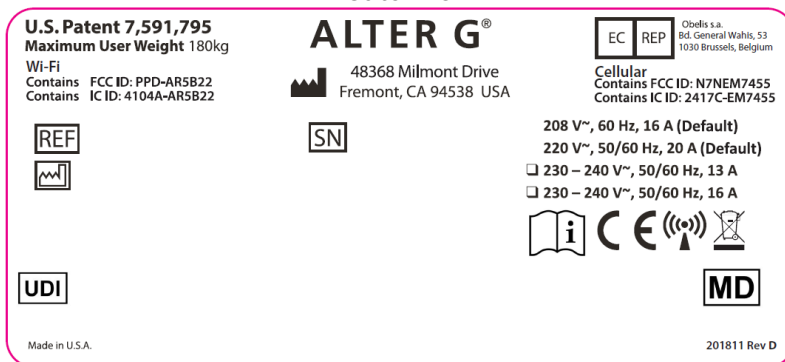 U.S. Patent 7,591,795
Maximum User Weight 180kg
Wi-Fi
Contains FCC ID: PPD-AR5B22
Contains IC ID: 4104A-AR5B22
ALTER G®
48368 Milmont Drive
Fremont, CA 94538 USA
EC REP
Obelis s.a.
Bd. General Wahis, 53
1030 Brussels, Belgium
Cellular
Contains FCC ID: N7NEM7455
Contains IC ID: 2417C-EM7455
REF
SN
208 V~, 60 Hz, 16 A (Default)
220 V~, 50/60 Hz, 20 A (Default)
❑ 230 – 240 V~, 50/60 Hz, 13 A
❑ 230 – 240 V~, 50/60 Hz, 16 A
i CE
UDI
MD
Made in U.S.A.
201811 Rev D